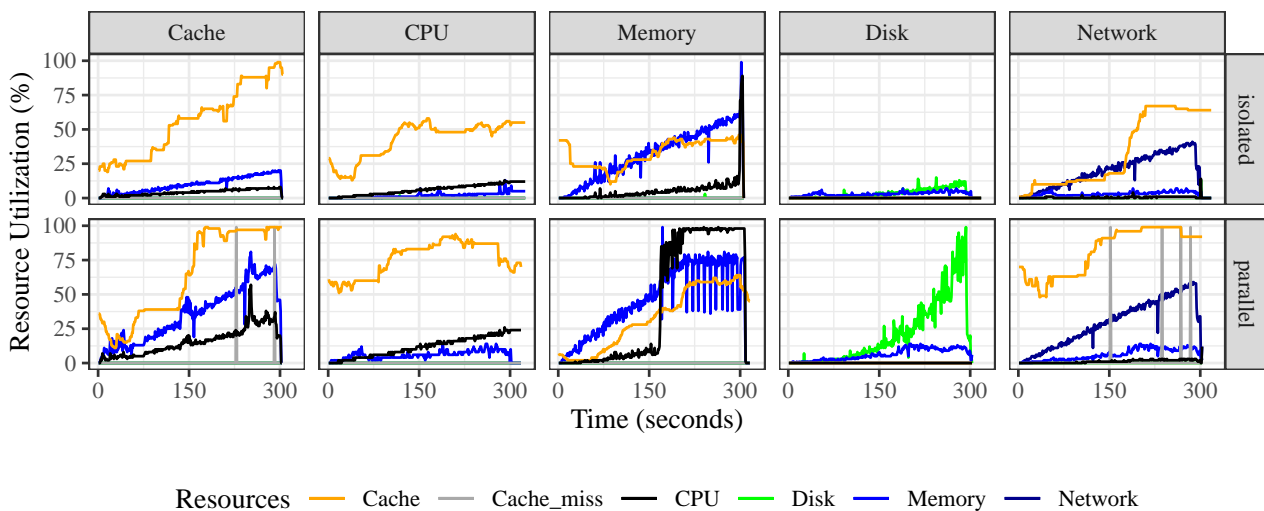 Cache CPU Memory Disk Network
Resource Utilization (%)
100
75
50
25
0
isolated
100
75
50
25
0
parallel
0 150 300 0 150 300 0 150 300 0 150 300 0 150 300
Time (seconds)
Resources Cache Cache_miss CPU Disk Memory Network